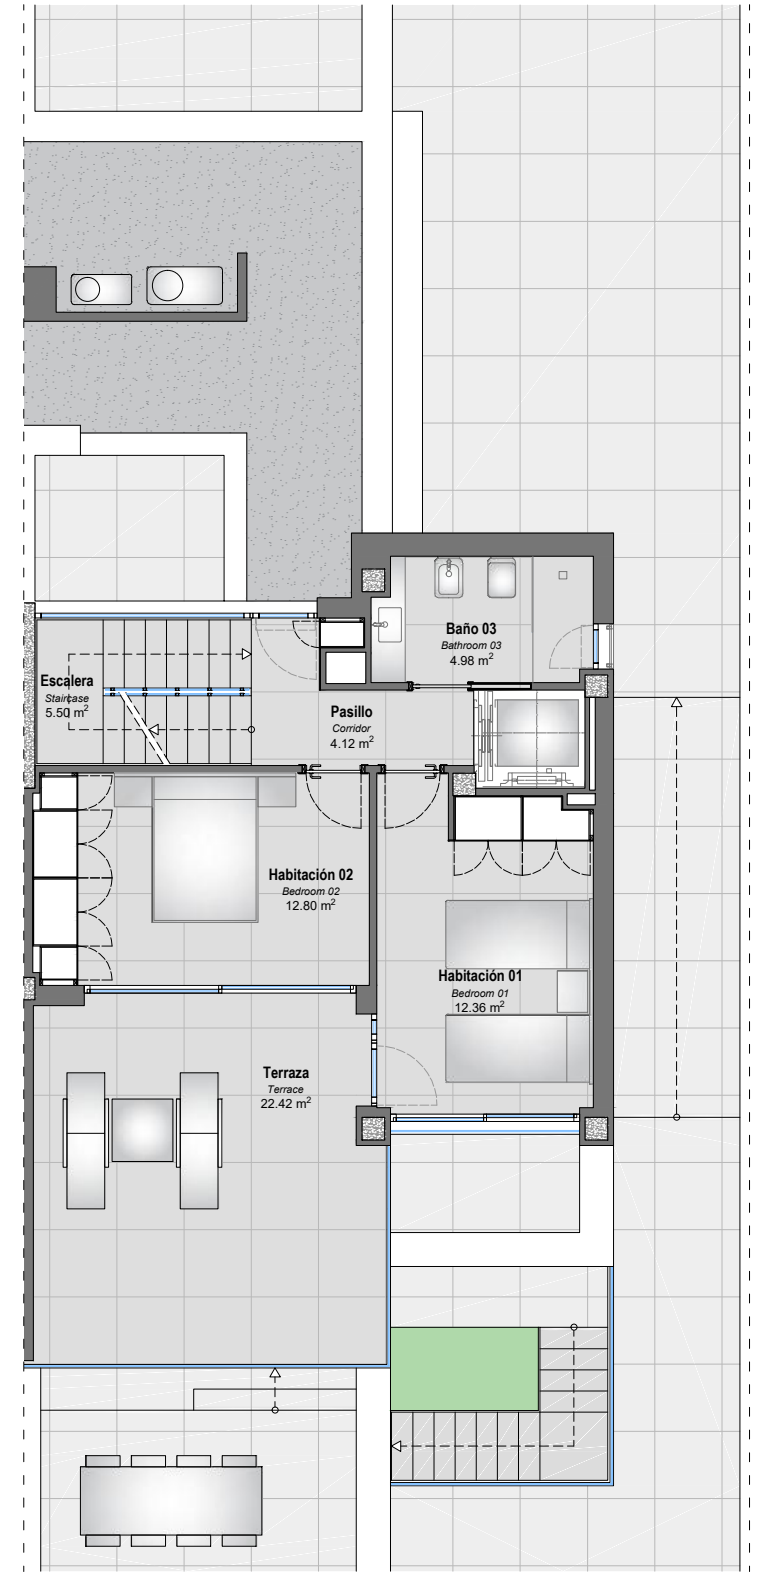 Baño 03
Bathroom 03
4.98 m²
Escalera
Staircase
5.50 m²
Pasillo
Corridor
4.12 m²
Habitación 02
Bedroom 02
12.80 m²
Habitación 01
Bedroom 01
12.36 m²
Terraza
Terrace
22.42 m²